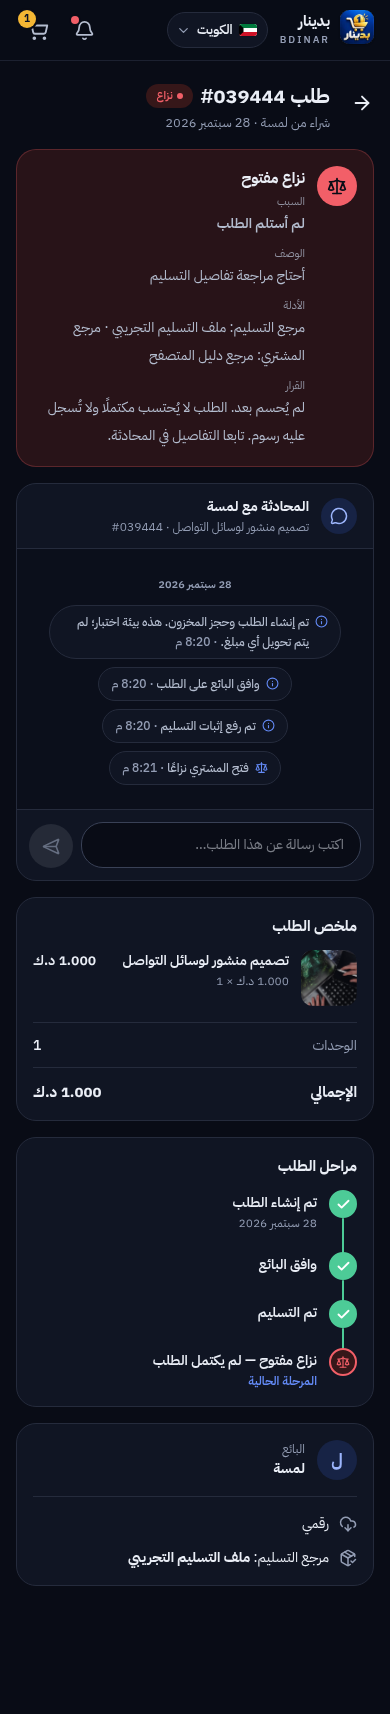 بدينار
BDINAR
الكويت
1
طلب 039444#
نزاع
شراء من لمسة · 28 سبتمبر 2026
نزاع مفتوح
السبب
لم أستلم الطلب
الوصف
أحتاج مراجعة تفاصيل التسليم
الأدلة
مرجع التسليم: ملف التسليم التجريبي · مرجع
المشتري: مرجع دليل المتصفح
القرار
لم يُحسم بعد. الطلب لا يُحتسب مكتملًا ولا تُسجل
عليه رسوم. تابعا التفاصيل في المحادثة.
المحادثة مع لمسة
تصميم منشور لوسائل التواصل · 039444#
28 سبتمبر 2026
تم إنشاء الطلب وحجز المخزون. هذه بيئة اختبار؛ لم
يتم تحويل أي مبلغ. · 8:20 م
وافق البائع على الطلب · 8:20 م
تم رفع إثبات التسليم · 8:20 م
فتح المشتري نزاعًا · 8:21 م
اكتب رسالة عن هذا الطلب...
ملخص الطلب
تصميم منشور لوسائل التواصل
1.000 د.ك
1.000 د.ك × 1
الوحدات
1
الإجمالي
1.000 د.ك
مراحل الطلب
تم إنشاء الطلب
28 سبتمبر 2026
وافق البائع
تم التسليم
نزاع مفتوح — لم يكتمل الطلب
المرحلة الحالية
ل
البائع
لمسة
رقمي
مرجع التسليم: ملف التسليم التجريبي